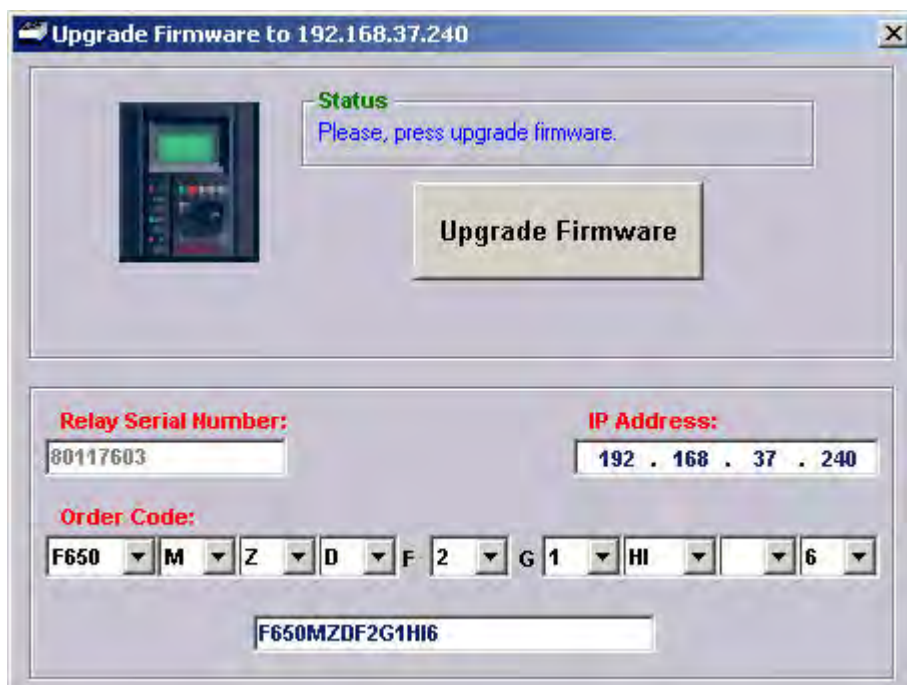 Upgrade Firmware to 192.168.37.240
Status
Please, press upgrade firmware.
Upgrade Firmware
Relay Serial Number:
IP Address:
80117603
192 . 168 . 37 . 240
Order Code:
F650 M Z D F 2 G 1 HI 6
F650MZDF2G1HI6